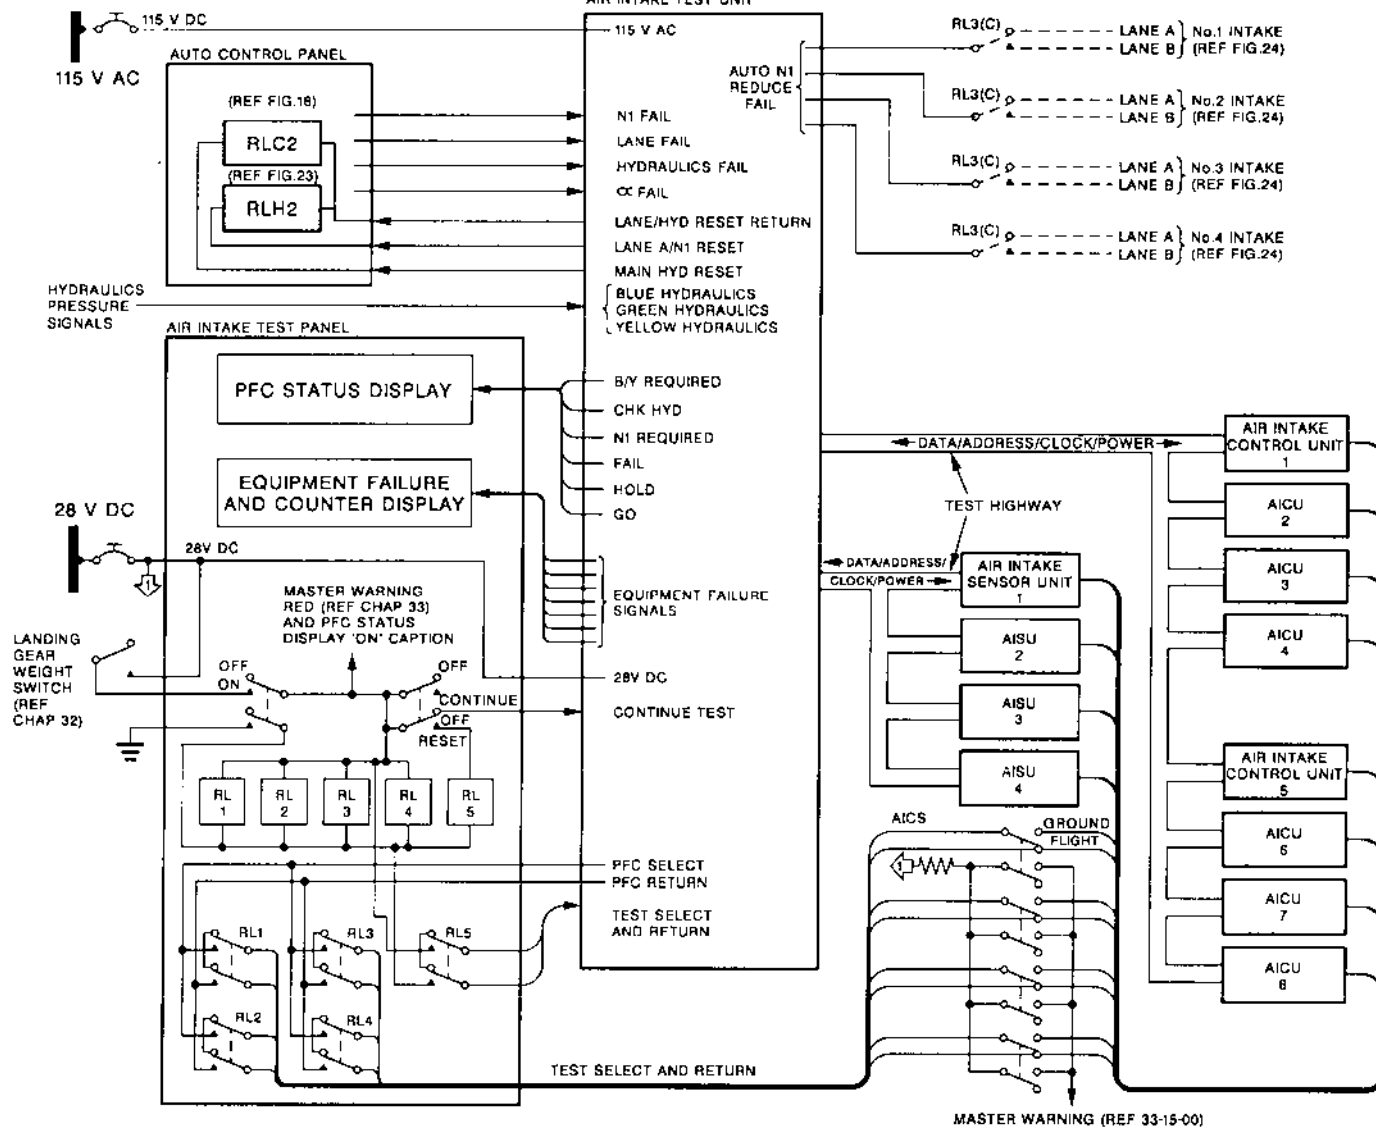 AIR INTAKE TEST UNIT
115 V DC
115 V AC
115 V AC
AUTO CONTROL PANEL
(REF FIG.18)
RLC2
(REF FIG.23)
RLH2
N1 FAIL
LANE FAIL
HYDRAULICS FAIL
∝ FAIL
LANE/HYD RESET RETURN
LANE A/N1 RESET
MAIN HYD RESET
BLUE HYDRAULICS
GREEN HYDRAULICS
YELLOW HYDRAULICS
HYDRAULICS
PRESSURE
SIGNALS
AUTO N1
REDUCE
FAIL
RL3(C)
LANE A
LANE B
No.1 INTAKE
(REF FIG.24)
RL3(C)
LANE A
LANE B
No.2 INTAKE
(REF FIG.24)
RL3(C)
LANE A
LANE B
No.3 INTAKE
(REF FIG.24)
RL3(C)
LANE A
LANE B
No.4 INTAKE
(REF FIG.24)
AIR INTAKE TEST PANEL
PFC STATUS DISPLAY
EQUIPMENT FAILURE
AND COUNTER DISPLAY
B/Y REQUIRED
CHK HYD
N1 REQUIRED
FAIL
HOLD
GO
EQUIPMENT FAILURE
SIGNALS
28 V DC
28V DC
1
MASTER WARNING
RED (REF CHAP 33)
AND PFC STATUS
DISPLAY 'ON' CAPTION
LANDING
GEAR
WEIGHT
SWITCH
(REF
CHAP 32)
OFF
ON
OFF
CONTINUE
OFF
RESET
28V DC
CONTINUE TEST
RL
1
RL
2
RL
3
RL
4
RL
5
PFC SELECT
PFC RETURN
TEST SELECT
AND RETURN
RL1
RL3
RL5
RL2
RL4
TEST SELECT AND RETURN
DATA/ADDRESS/CLOCK/POWER
TEST HIGHWAY
DATA/ADDRESS/
CLOCK/POWER
AIR INTAKE
SENSOR UNIT
1
AISU
2
AISU
3
AISU
4
AIR INTAKE
CONTROL UNIT
1
AICU
2
AICU
3
AICU
4
AIR INTAKE
CONTROL UNIT
5
AICU
6
AICU
7
AICU
8
AICS
GROUND
FLIGHT
1
MASTER WARNING (REF 33-15-00)